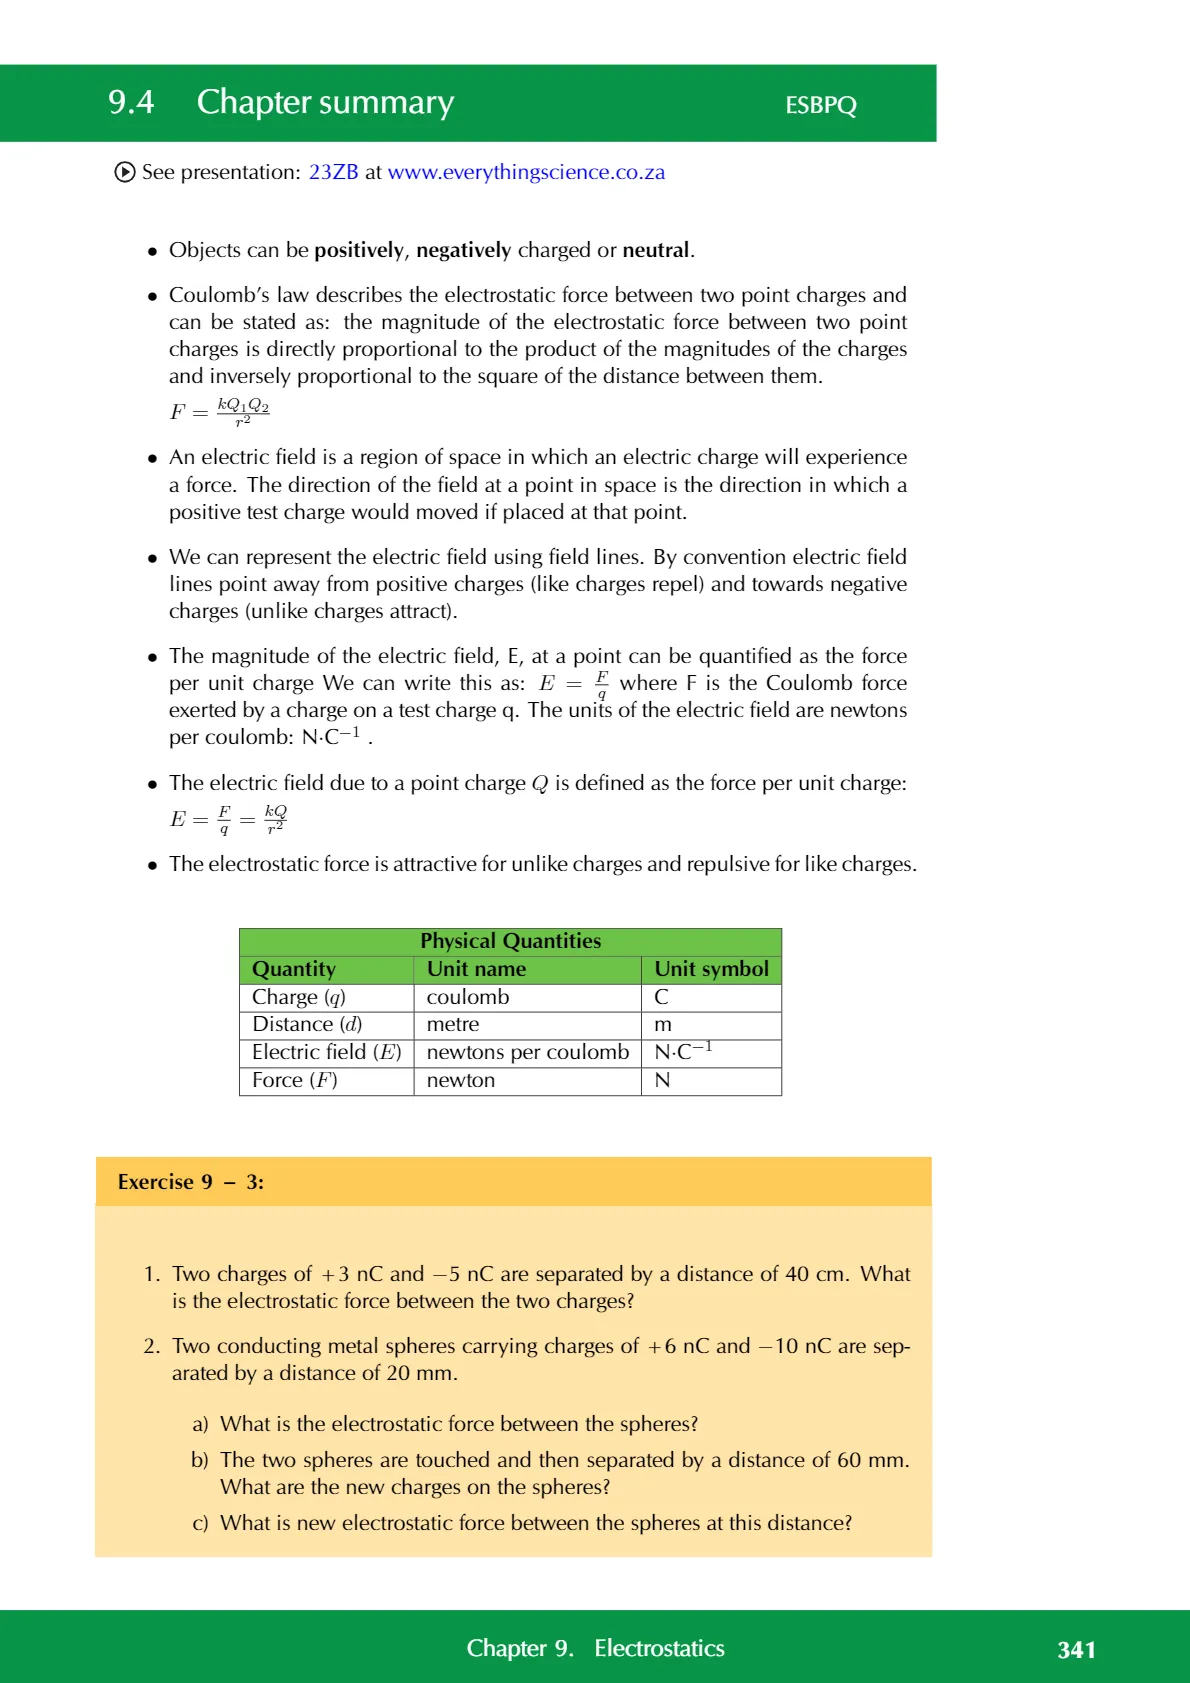 9.4 Chapter summary ESBPQ
See presentation: 23ZB at www.everythingscience.co.za
• Objects can be positively, negatively charged or neutral.
• Coulomb’s law describes the electrostatic force between two point charges and
can be stated as: the magnitude of the electrostatic force between two point
charges is directly proportional to the product of the magnitudes of the charges
and inversely proportional to the square of the distance between them.
F = kQ₁Q₂/r²
• An electric field is a region of space in which an electric charge will experience
a force. The direction of the field at a point in space is the direction in which a
positive test charge would moved if placed at that point.
• We can represent the electric field using field lines. By convention electric field
lines point away from positive charges (like charges repel) and towards negative
charges (unlike charges attract).
• The magnitude of the electric field, E, at a point can be quantified as the force
per unit charge We can write this as: E = F/q where F is the Coulomb force
exerted by a charge on a test charge q. The units of the electric field are newtons
per coulomb: N·C⁻¹ .
• The electric field due to a point charge Q is defined as the force per unit charge:
E = F/q = kQ/r²
• The electrostatic force is attractive for unlike charges and repulsive for like charges.
Physical Quantities
Quantity Unit name Unit symbol
Charge (q) coulomb C
Distance (d) metre m
Electric field (E) newtons per coulomb N·C⁻¹
Force (F) newton N
Exercise 9 – 3:
1. Two charges of +3 nC and −5 nC are separated by a distance of 40 cm. What
is the electrostatic force between the two charges?
2. Two conducting metal spheres carrying charges of +6 nC and −10 nC are sep-
arated by a distance of 20 mm.
a) What is the electrostatic force between the spheres?
b) The two spheres are touched and then separated by a distance of 60 mm.
What are the new charges on the spheres?
c) What is new electrostatic force between the spheres at this distance?
Chapter 9. Electrostatics 341